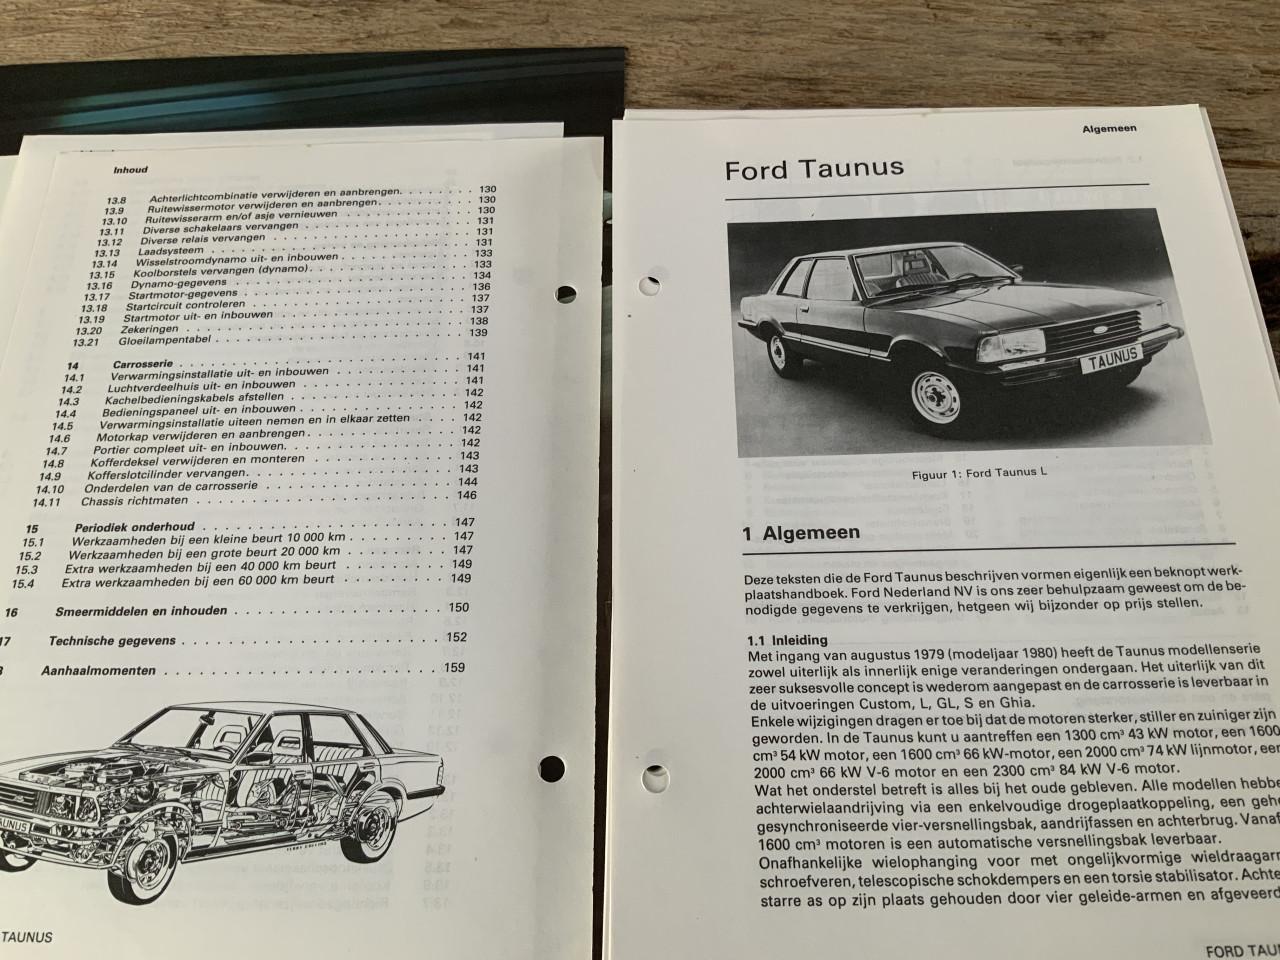 Inhoud
13.8 Achterlichtcombinatie verwijderen en aanbrengen. . . . . . . . 130
13.9 Ruitewissermotor verwijderen en aanbrengen . . . . . . . . . . 130
13.10 Ruitewisserarm en/of asje vernieuwen . . . . . . . . . . . . . 130
13.11 Diverse schakelaars vervangen . . . . . . . . . . . . . . . . 131
13.12 Diverse relais vervangen . . . . . . . . . . . . . . . . . . . 131
13.13 Laadsysteem . . . . . . . . . . . . . . . . . . . . . . . . . 131
13.14 Wisselstroomdynamo uit- en inbouwen . . . . . . . . . . . . . 133
13.15 Koolborstels vervangen (dynamo) . . . . . . . . . . . . . . . 133
13.16 Dynamo-gegevens . . . . . . . . . . . . . . . . . . . . . . . 134
13.17 Startmotor-gegevens . . . . . . . . . . . . . . . . . . . . . 136
13.18 Startcircuit controleren . . . . . . . . . . . . . . . . . . . 137
13.19 Startmotor uit- en inbouwen . . . . . . . . . . . . . . . . . 137
13.20 Zekeringen . . . . . . . . . . . . . . . . . . . . . . . . . . 138
13.21 Gloeilampentabel . . . . . . . . . . . . . . . . . . . . . . . 139
14 Carrosserie . . . . . . . . . . . . . . . . . . . . . . . . . . . 141
14.1 Verwarmingsinstallatie uit- en inbouwen . . . . . . . . . . . . 141
14.2 Luchtverdeelhuis uit- en inbouwen . . . . . . . . . . . . . . . 141
14.3 Kachelbedieningskabels afstellen . . . . . . . . . . . . . . . 142
14.4 Bedieningspaneel uit- en inbouwen . . . . . . . . . . . . . . . 142
14.5 Verwarmingsinstallatie uiteen nemen en in elkaar zetten . . . . 142
14.6 Motorkap verwijderen en aanbrengen . . . . . . . . . . . . . . 142
14.7 Portier compleet uit- en inbouwen. . . . . . . . . . . . . . . 142
14.8 Kofferdeksel verwijderen en monteren . . . . . . . . . . . . . 143
14.9 Kofferslotcilinder vervangen. . . . . . . . . . . . . . . . . . 143
14.10 Onderdelen van de carrosserie . . . . . . . . . . . . . . . . 144
14.11 Chassis richtmaten . . . . . . . . . . . . . . . . . . . . . . 146
15 Periodiek onderhoud . . . . . . . . . . . . . . . . . . . . . . . 147
15.1 Werkzaamheden bij een kleine beurt 10 000 km . . . . . . . . . 147
15.2 Werkzaamheden bij een grote beurt 20 000 km . . . . . . . . . . 147
15.3 Extra werkzaamheden bij een 40 000 km beurt . . . . . . . . . . 149
15.4 Extra werkzaamheden bij een 60 000 km beurt . . . . . . . . . . 149
16 Smeermiddelen en inhouden . . . . . . . . . . . . . . . . . . . . 150
17 Technische gegevens . . . . . . . . . . . . . . . . . . . . . . . 152
Aanhaalmomenten . . . . . . . . . . . . . . . . . . . . . . . . . . . 159
TAUNUS
TERRY COLLINS
TAUNUS
Algemeen
Ford Taunus
Ford
TAUNUS
Figuur 1: Ford Taunus L
1 Algemeen
Deze teksten die de Ford Taunus beschrijven vormen eigenlijk een beknopt werk-
plaatshandboek. Ford Nederland NV is ons zeer behulpzaam geweest om de be-
nodigde gegevens te verkrijgen, hetgeen wij bijzonder op prijs stellen.
1.1 Inleiding
Met ingang van augustus 1979 (modeljaar 1980) heeft de Taunus modellenserie
zowel uiterlijk als innerlijk enige veranderingen ondergaan. Het uiterlijk van dit
zeer suksesvolle concept is wederom aangepast en de carrosserie is leverbaar in
de uitvoeringen Custom, L, GL, S en Ghia.
Enkele wijzigingen dragen er toe bij dat de motoren sterker, stiller en zuiniger zijn
geworden. In de Taunus kunt u aantreffen een 1300 cm³ 43 kW motor, een 1600
cm³ 54 kW motor, een 1600 cm³ 66 kW-motor, een 2000 cm³ 74 kW lijnmotor, een
2000 cm³ 66 kW V-6 motor en een 2300 cm³ 84 kW V-6 motor.
Wat het onderstel betreft is alles bij het oude gebleven. Alle modellen hebbe
achterwielaandrijving via een enkelvoudige drogeplaatkoppeling, een gehe
gesynchroniseerde vier-versnellingsbak, aandrijfassen en achterbrug. Vanaf
1600 cm³ motoren is een automatische versnellingsbak leverbaar.
Onafhankelijke wielophanging voor met ongelijkvormige wieldraagarm
schroefveren, telescopische schokdempers en een torsie stabilisator. Achte
starre as op zijn plaats gehouden door vier geleide-armen en afgeveerd
FORD TAUN